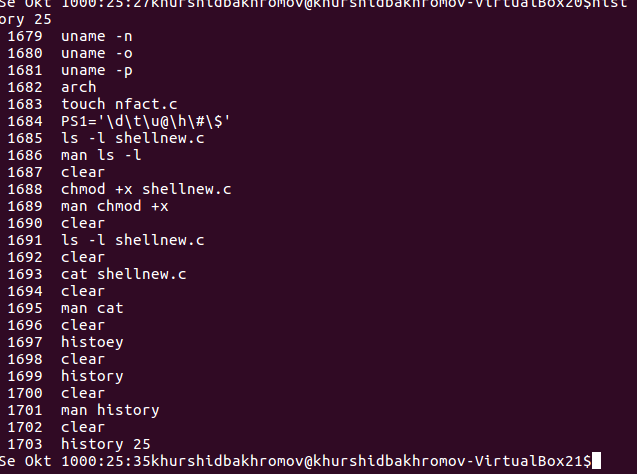 Se Okt 1000:25:27khurshidbakhromov@khurshidbakhromov-VirtualBox20$hist
ory 25
1679 uname -n
1680 uname -o
1681 uname -p
1682 arch
1683 touch nfact.c
1684 PS1='\d\t\u@\h\#\$'
1685 ls -l shellnew.c
1686 man ls -l
1687 clear
1688 chmod +x shellnew.c
1689 man chmod +x
1690 clear
1691 ls -l shellnew.c
1692 clear
1693 cat shellnew.c
1694 clear
1695 man cat
1696 clear
1697 histoey
1698 clear
1699 history
1700 clear
1701 man history
1702 clear
1703 history 25
Se Okt 1000:25:35khurshidbakhromov@khurshidbakhromov-VirtualBox21$